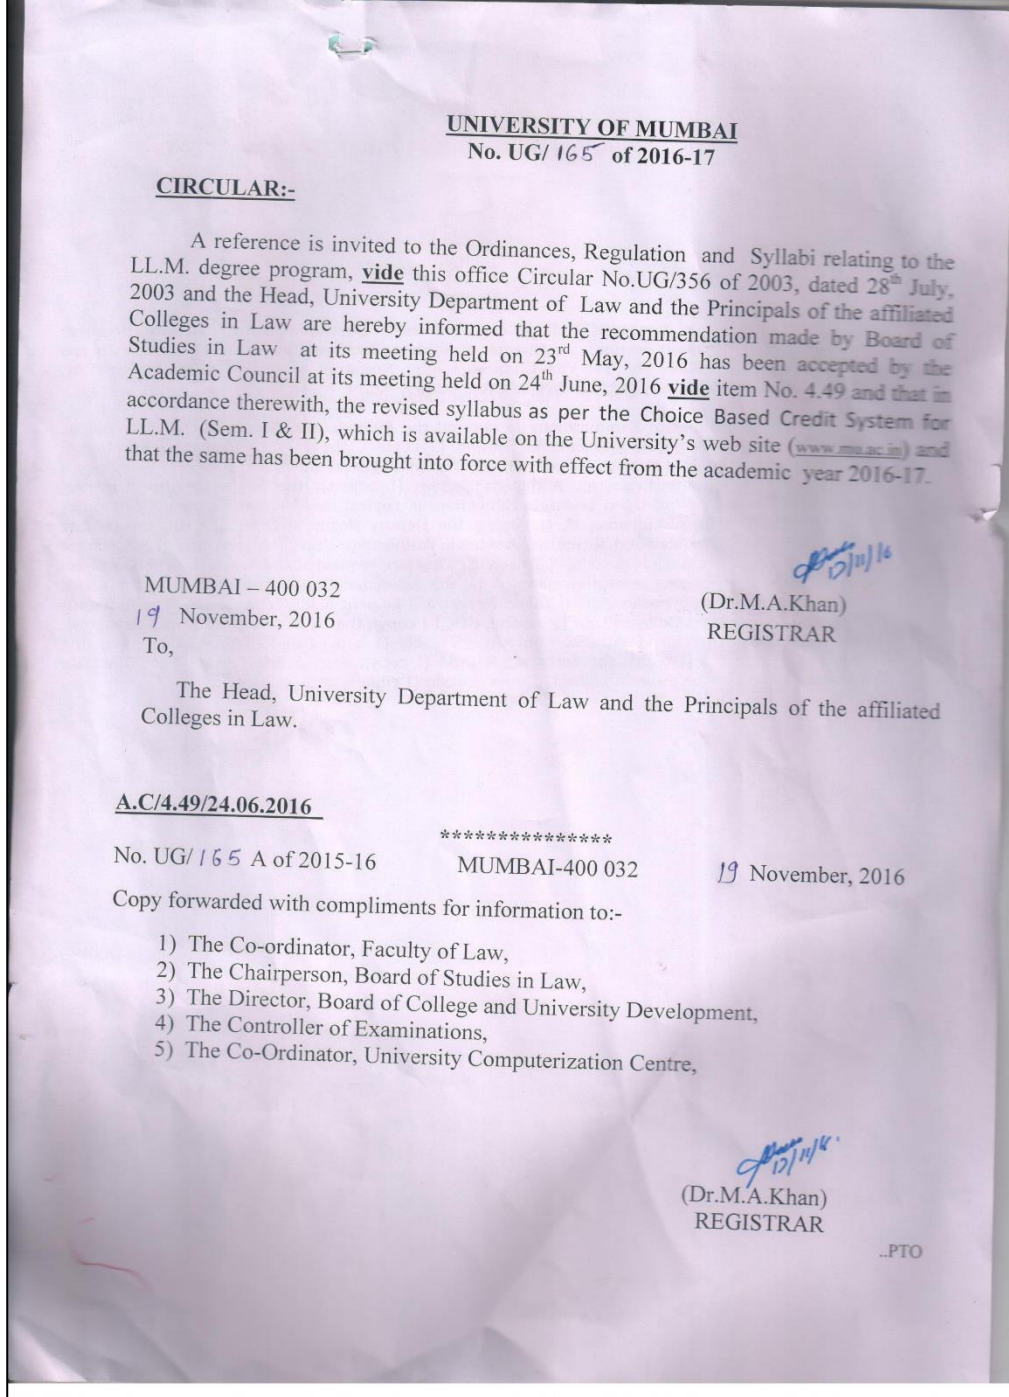 UNIVERSITY OF MUMBAI
No. UG/ 165 of 2016-17
CIRCULAR:-
A reference is invited to the Ordinances, Regulation and Syllabi relating to the
LL.M. degree program, vide this office Circular No.UG/356 of 2003, dated 28th July,
2003 and the Head, University Department of Law and the Principals of the affiliated
Colleges in Law are hereby informed that the recommendation made by Board of
Studies in Law at its meeting held on 23rd May, 2016 has been accepted by the
Academic Council at its meeting held on 24th June, 2016 vide item No. 4.49 and that in
accordance therewith, the revised syllabus as per the Choice Based Credit System for
LL.M. (Sem. I & II), which is available on the University's web site (www.mu.ac.in) and
that the same has been brought into force with effect from the academic year 2016-17.
MUMBAI – 400 032
(Dr.M.A.Khan)
19 November, 2016
REGISTRAR
To,
The Head, University Department of Law and the Principals of the affiliated
Colleges in Law.
A.C/4.49/24.06.2016
***************
No. UG/ 165 A of 2015-16 MUMBAI-400 032 19 November, 2016
Copy forwarded with compliments for information to:-
1) The Co-ordinator, Faculty of Law,
2) The Chairperson, Board of Studies in Law,
3) The Director, Board of College and University Development,
4) The Controller of Examinations,
5) The Co-Ordinator, University Computerization Centre,
(Dr.M.A.Khan)
REGISTRAR
..PTO